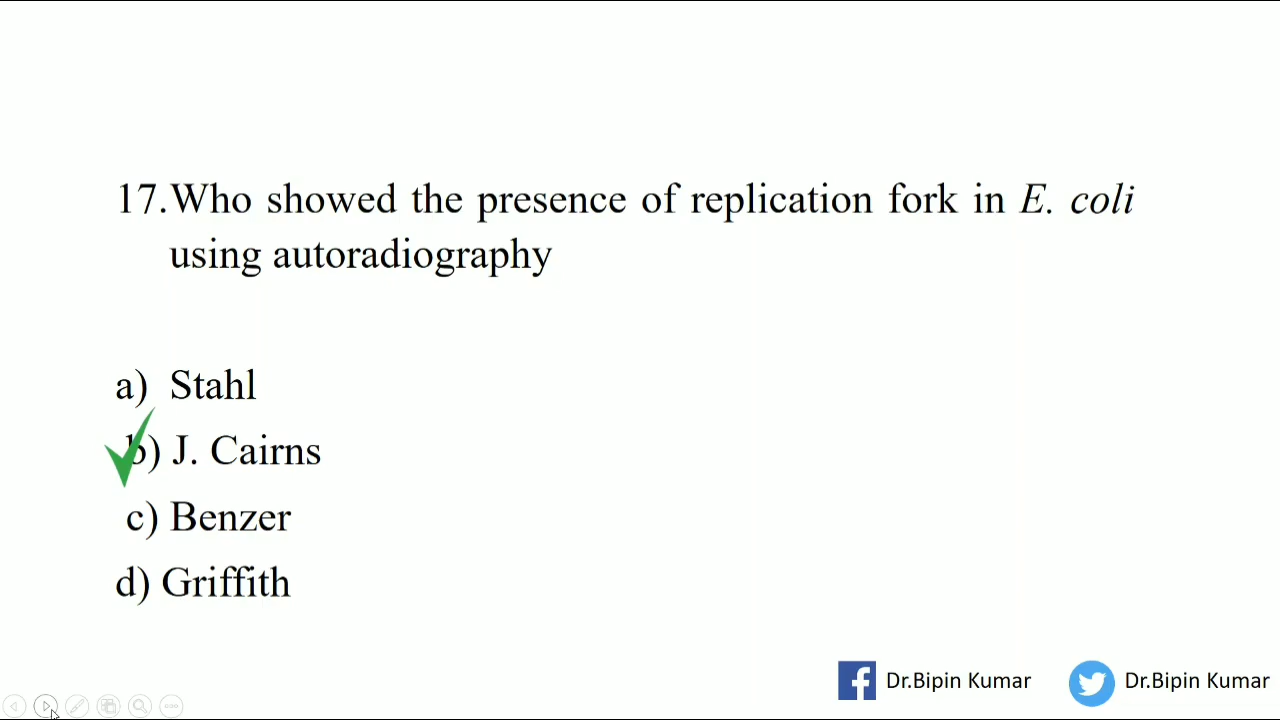 17.Who showed the presence of replication fork in E. coli
using autoradiography
a) Stahl
b) J. Cairns
c) Benzer
d) Griffith
Dr.Bipin Kumar
Dr.Bipin Kumar